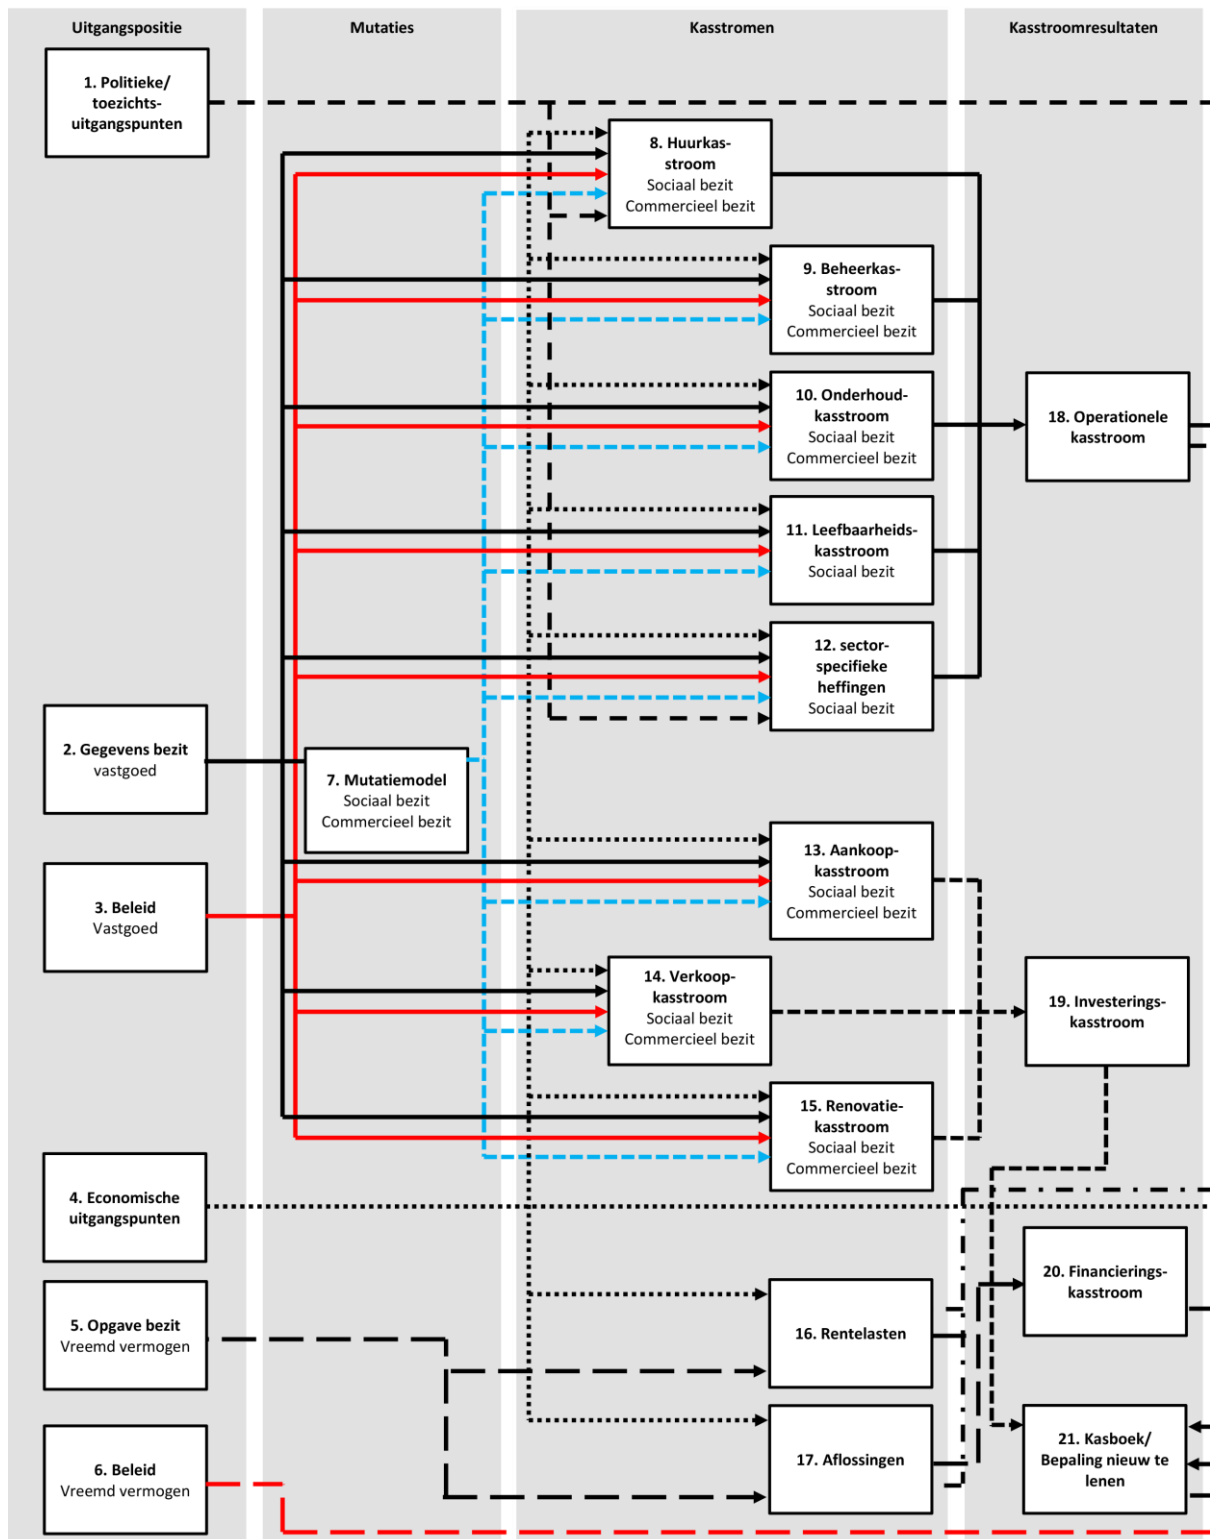 Uitgangspositie
Mutaties
Kasstromen
Kasstroomresultaten
1. Politieke/
toezichts-
uitgangspunten
8. Huurkas-
stroom
Sociaal bezit
Commercieel bezit
9. Beheerkas-
stroom
Sociaal bezit
Commercieel bezit
10. Onderhoud-
kasstroom
Sociaal bezit
Commercieel bezit
18. Operationele
kasstroom
11. Leefbaarheids-
kasstroom
Sociaal bezit
12. sector-
specifieke
heffingen
Sociaal bezit
2. Gegevens bezit
vastgoed
7. Mutatiemodel
Sociaal bezit
Commercieel bezit
13. Aankoop-
kasstroom
Sociaal bezit
Commercieel bezit
3. Beleid
Vastgoed
14. Verkoop-
kasstroom
Sociaal bezit
Commercieel bezit
19. Investerings-
kasstroom
15. Renovatie-
kasstroom
Sociaal bezit
Commercieel bezit
4. Economische
uitgangspunten
20. Financierings-
kasstroom
5. Opgave bezit
Vreemd vermogen
16. Rentelasten
17. Aflossingen
21. Kasboek/
Bepaling nieuw te
lenen
6. Beleid
Vreemd vermogen